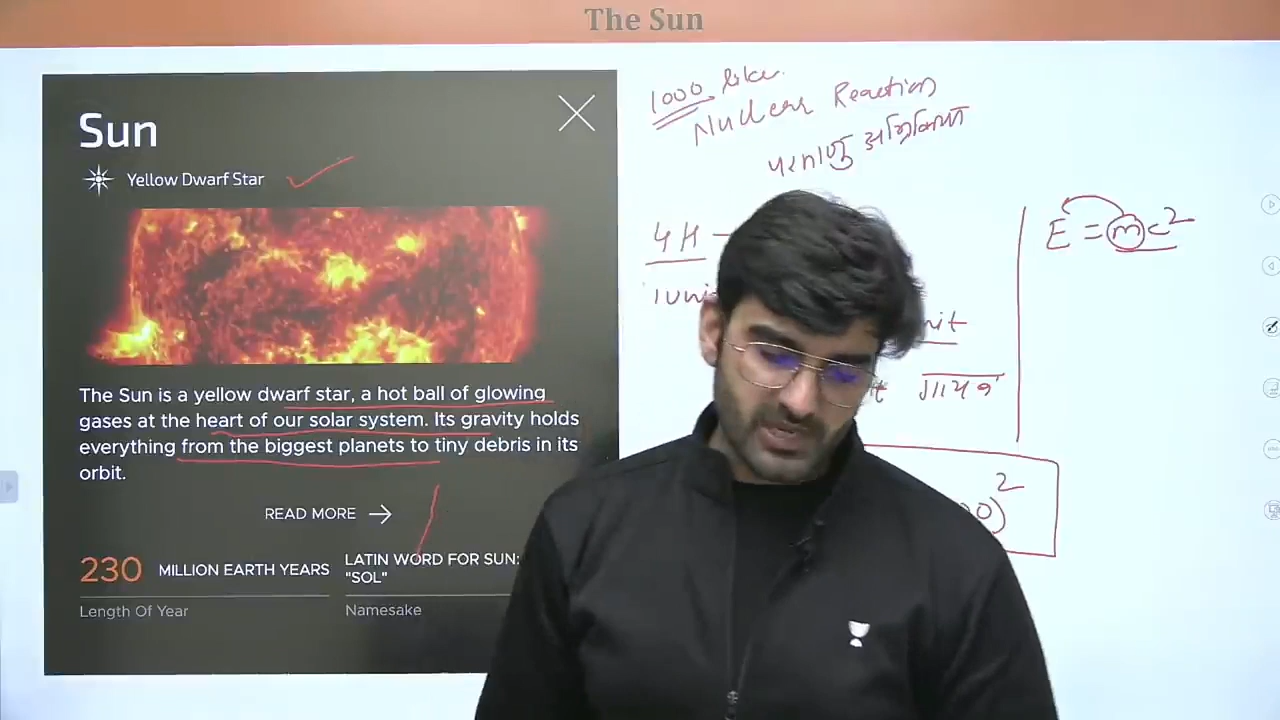 The Sun
Sun
Yellow Dwarf Star
The Sun is a yellow dwarf star, a hot ball of glowing
gases at the heart of our solar system. Its gravity holds
everything from the biggest planets to tiny debris in its
orbit.
READ MORE
230 MILLION EARTH YEARS
Length Of Year
LATIN WORD FOR SUN:
"SOL"
Namesake
1000 like
Nuclear Reaction
परमाणु अभिक्रिया
4H
गायब
E = mc²